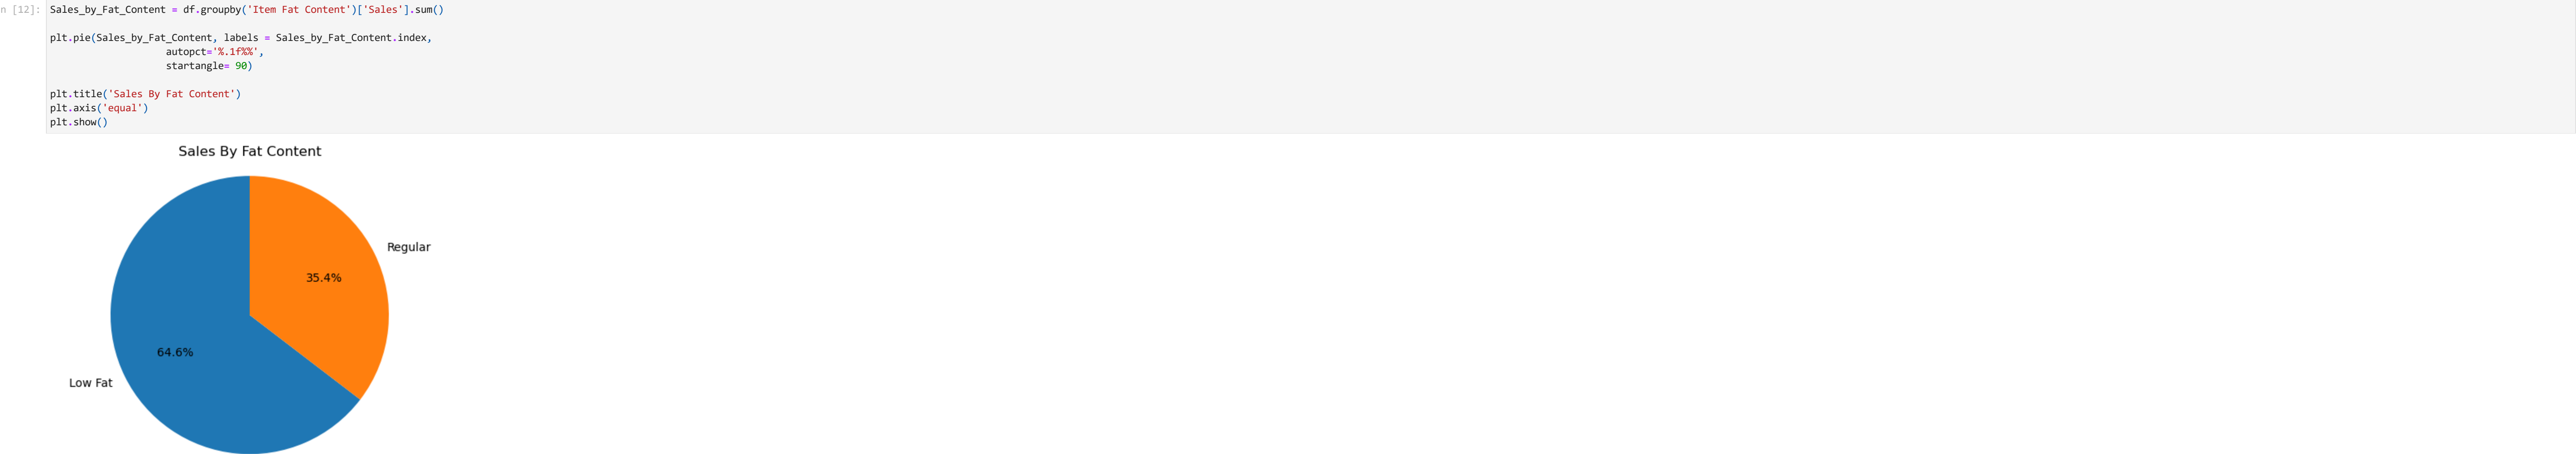 n [12]: Sales_by_Fat_Content = df.groupby('Item Fat Content')['Sales'].sum()
plt.pie(Sales_by_Fat_Content, labels = Sales_by_Fat_Content.index,
autopct='%.1f%%',
startangle= 90)
plt.title('Sales By Fat Content')
plt.axis('equal')
plt.show()
Sales By Fat Content
Regular
35.4%
64.6%
Low Fat